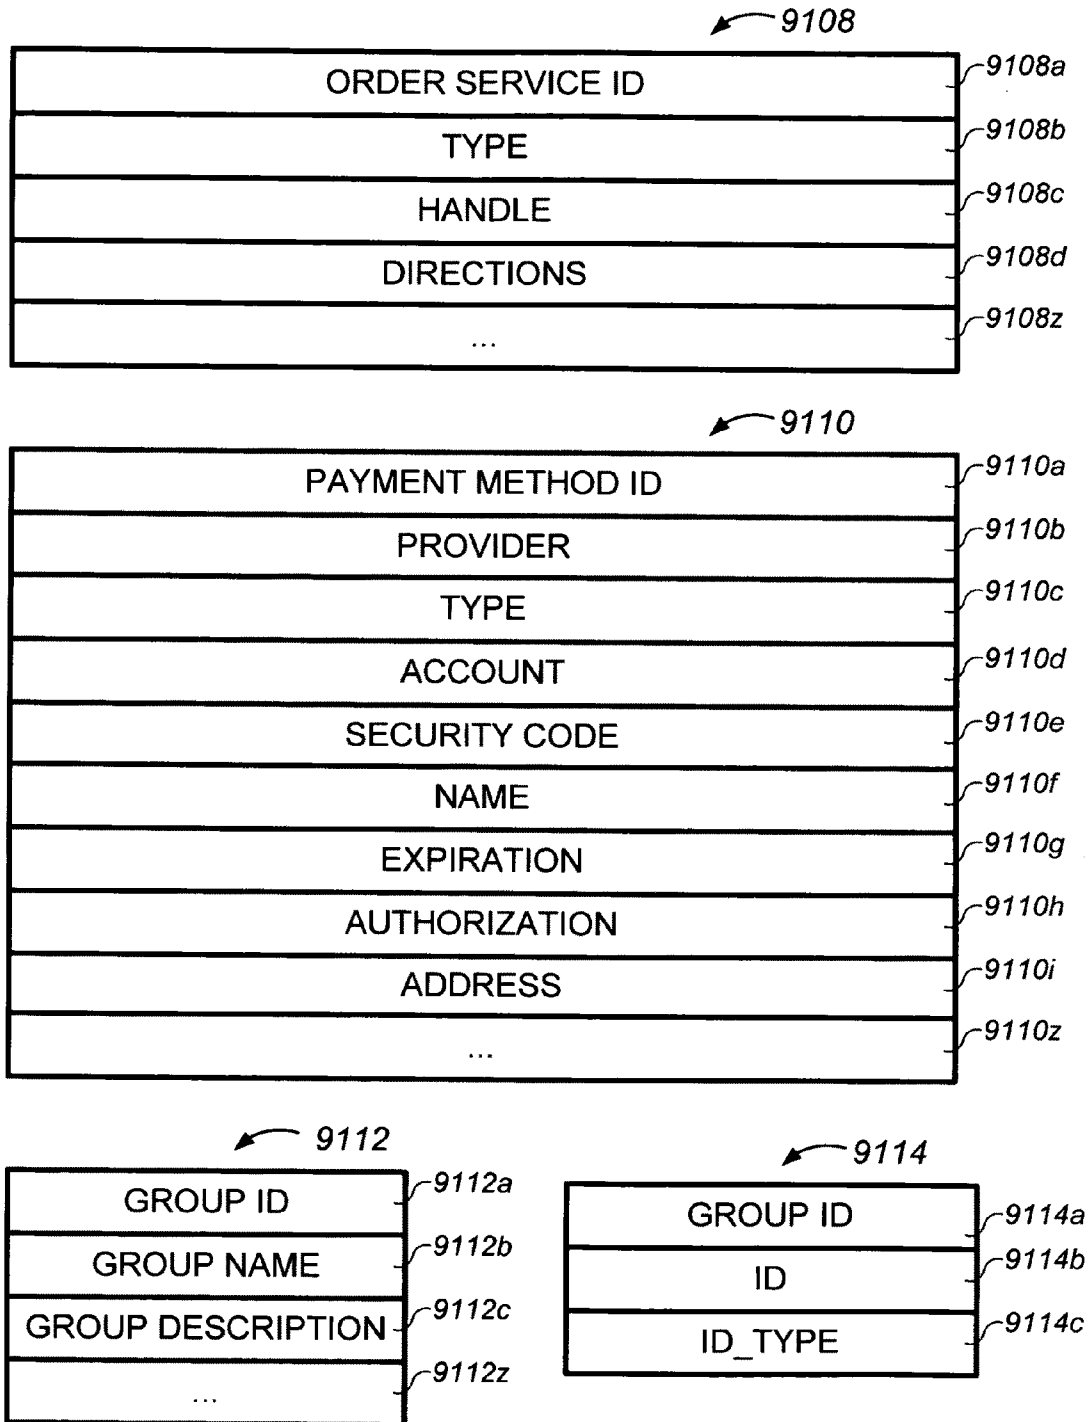 9108
ORDER SERVICE ID 9108a
TYPE 9108b
HANDLE 9108c
DIRECTIONS 9108d
... 9108z
9110
PAYMENT METHOD ID 9110a
PROVIDER 9110b
TYPE 9110c
ACCOUNT 9110d
SECURITY CODE 9110e
NAME 9110f
EXPIRATION 9110g
AUTHORIZATION 9110h
ADDRESS 9110i
... 9110z
9112
GROUP ID 9112a
GROUP NAME 9112b
GROUP DESCRIPTION 9112c
... 9112z
9114
GROUP ID 9114a
ID 9114b
ID_TYPE 9114c